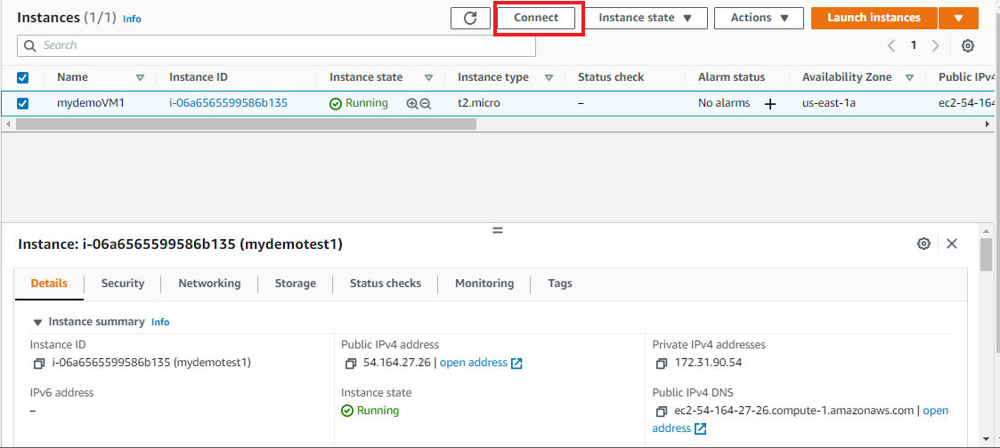 Instances (1/1) Info Connect Instance state Actions Launch instances
Search 1
Name Instance ID Instance state Instance type Status check Alarm status Availability Zone Public IPv4
mydemoVM1 i-06a6565599586b135 Running t2.micro – No alarms + us-east-1a ec2-54-164
Instance: i-06a6565599586b135 (mydemotest1)
Details Security Networking Storage Status checks Monitoring Tags
Instance summary Info
Instance ID Public IPv4 address Private IPv4 addresses
i-06a6565599586b135 (mydemotest1) 54.164.27.26 | open address 172.31.90.54
IPv6 address Instance state Public IPv4 DNS
– Running ec2-54-164-27-26.compute-1.amazonaws.com | open
address